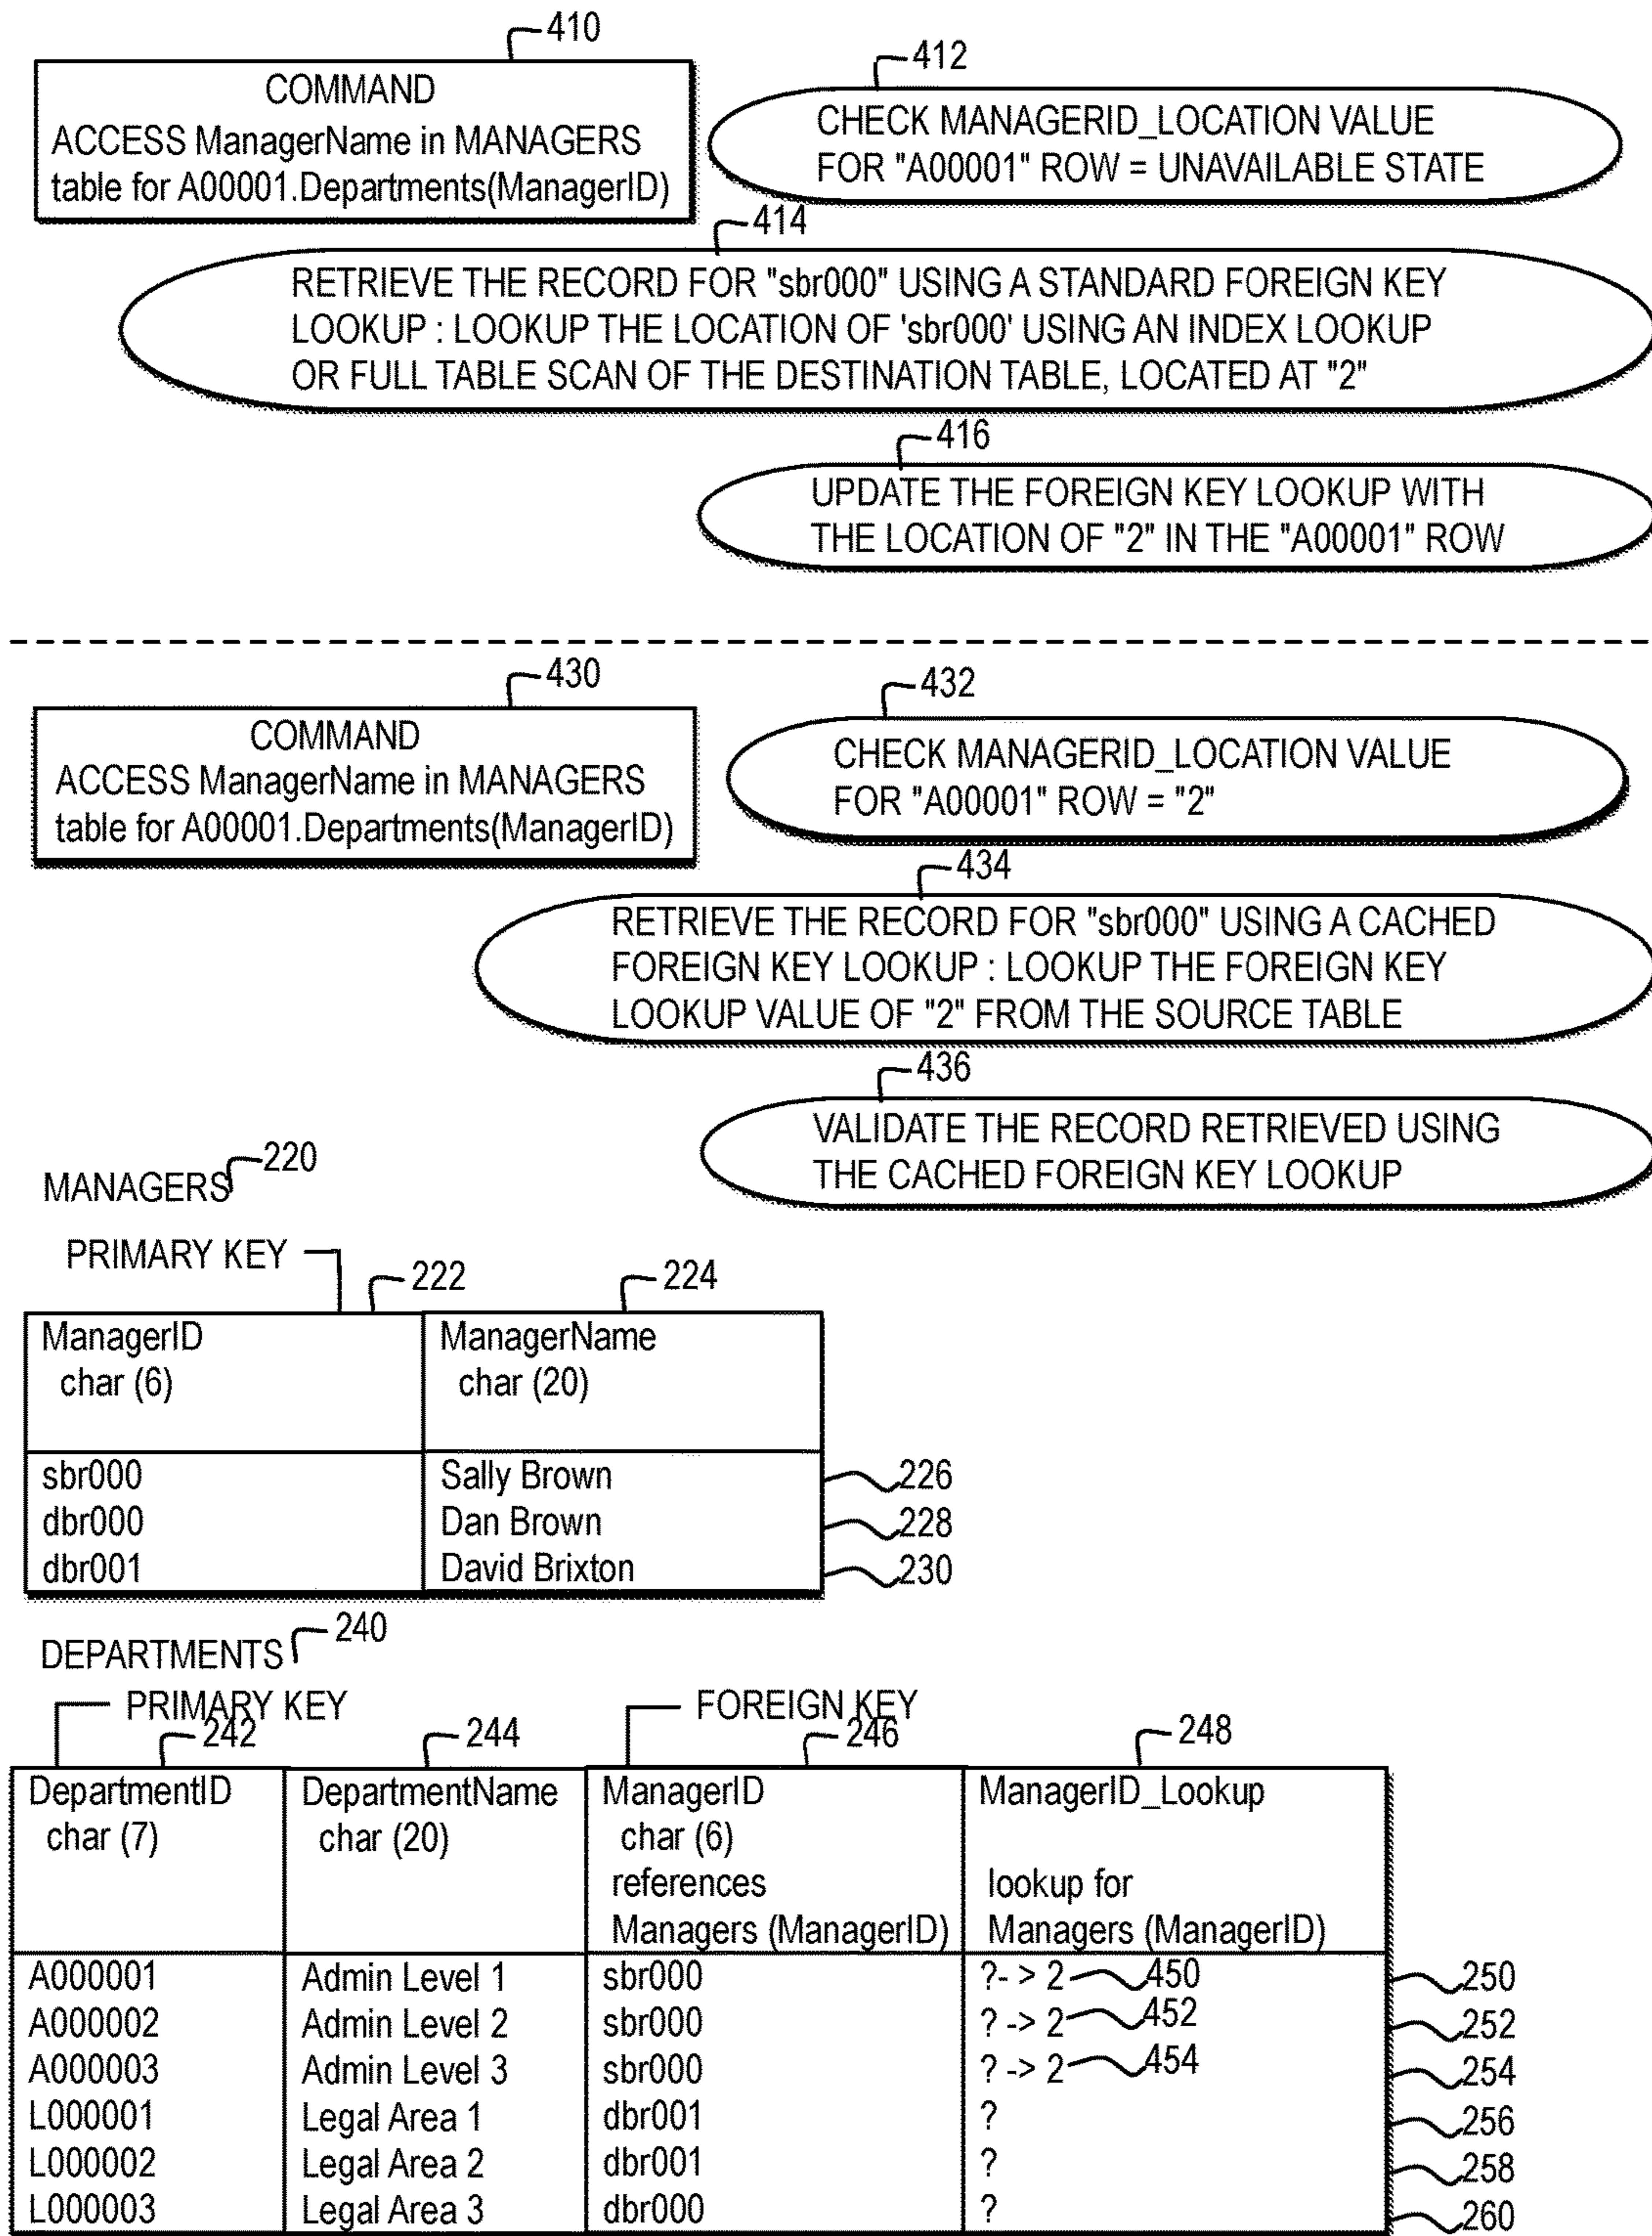 410
COMMAND
ACCESS ManagerName in MANAGERS
table for A00001.Departments(ManagerID)
412
CHECK MANAGERID_LOCATION VALUE
FOR "A00001" ROW = UNAVAILABLE STATE
414
RETRIEVE THE RECORD FOR "sbr000" USING A STANDARD FOREIGN KEY
LOOKUP : LOOKUP THE LOCATION OF 'sbr000' USING AN INDEX LOOKUP
OR FULL TABLE SCAN OF THE DESTINATION TABLE, LOCATED AT "2"
416
UPDATE THE FOREIGN KEY LOOKUP WITH
THE LOCATION OF "2" IN THE "A00001" ROW
430
COMMAND
ACCESS ManagerName in MANAGERS
table for A00001.Departments(ManagerID)
432
CHECK MANAGERID_LOCATION VALUE
FOR "A00001" ROW = "2"
434
RETRIEVE THE RECORD FOR "sbr000" USING A CACHED
FOREIGN KEY LOOKUP : LOOKUP THE FOREIGN KEY
LOOKUP VALUE OF "2" FROM THE SOURCE TABLE
436
VALIDATE THE RECORD RETRIEVED USING
THE CACHED FOREIGN KEY LOOKUP
MANAGERS 220
PRIMARY KEY
222 224
ManagerID ManagerName
char (6) char (20)
sbr000 Sally Brown 226
dbr000 Dan Brown 228
dbr001 David Brixton 230
DEPARTMENTS 240
PRIMARY KEY FOREIGN KEY
242 244 246 248
DepartmentID DepartmentName ManagerID ManagerID_Lookup
char (7) char (20) char (6)
references lookup for
Managers (ManagerID) Managers (ManagerID)
A000001 Admin Level 1 sbr000 ?- > 2 450 250
A000002 Admin Level 2 sbr000 ? -> 2 452 252
A000003 Admin Level 3 sbr000 ? -> 2 454 254
L000001 Legal Area 1 dbr001 ? 256
L000002 Legal Area 2 dbr001 ? 258
L000003 Legal Area 3 dbr000 ? 260